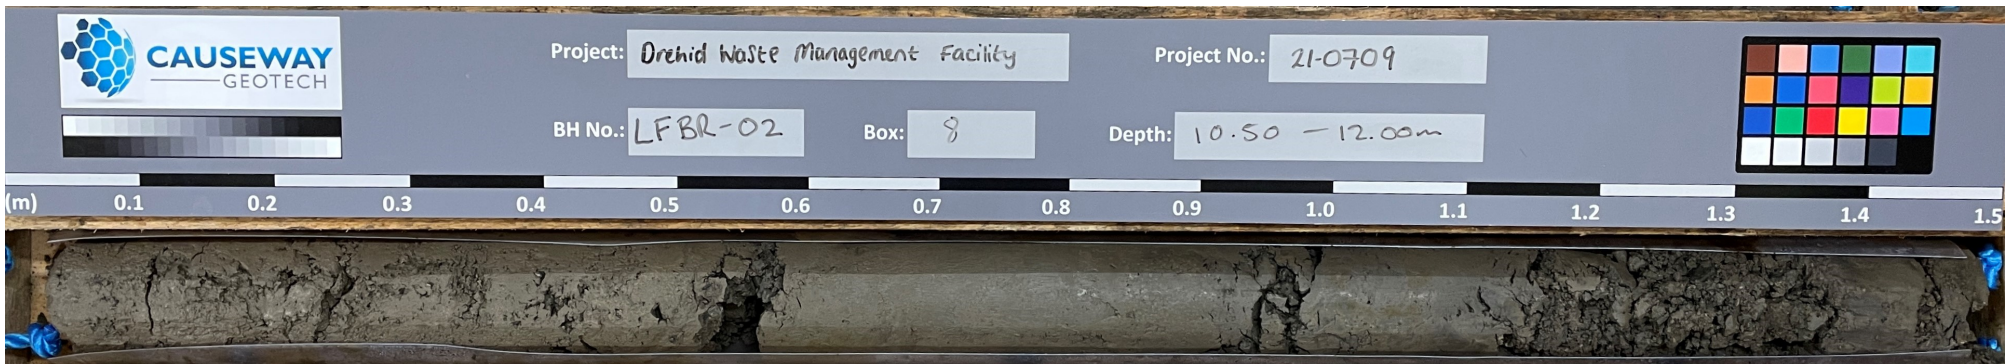 CAUSEWAY
GEOTECH
Project: Drehid Waste Management Facility
Project No.: 21-0709
BH No.: LFBR-02
Box: 8
Depth: 10.50 - 12.00m
(m) 0.1 0.2 0.3 0.4 0.5 0.6 0.7 0.8 0.9 1.0 1.1 1.2 1.3 1.4 1.5